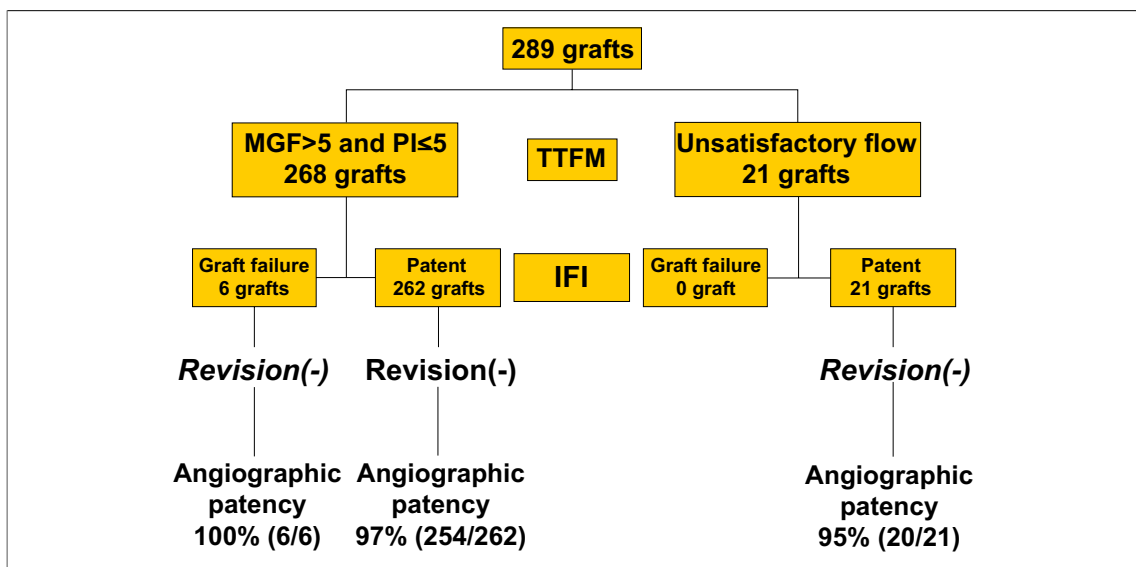 289 grafts
MGF>5 and PI≤5
268 grafts
TTFM
Unsatisfactory flow
21 grafts
Graft failure
6 grafts
Patent
262 grafts
IFI
Graft failure
0 graft
Patent
21 grafts
Revision(-)
Revision(-)
Revision(-)
Angiographic
patency
100% (6/6)
Angiographic
patency
97% (254/262)
Angiographic
patency
95% (20/21)